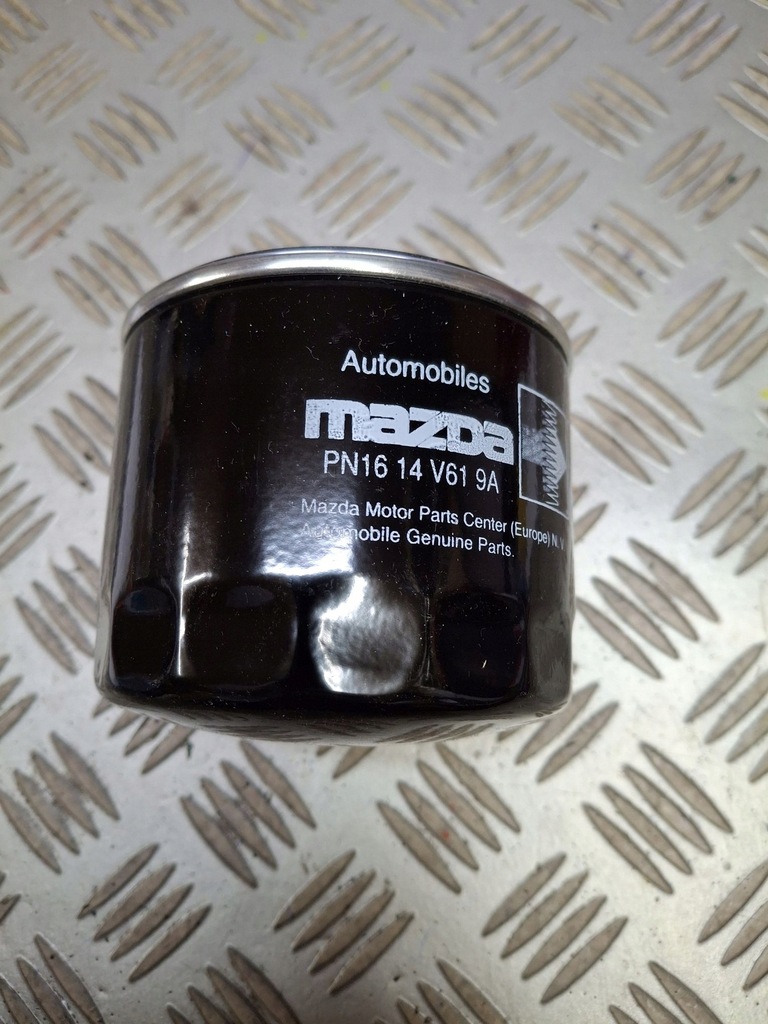 Automobiles
mazda
PN16 14 V61 9A
Mazda Motor Parts Center (Europe) N. V
Automobile Genuine Parts.